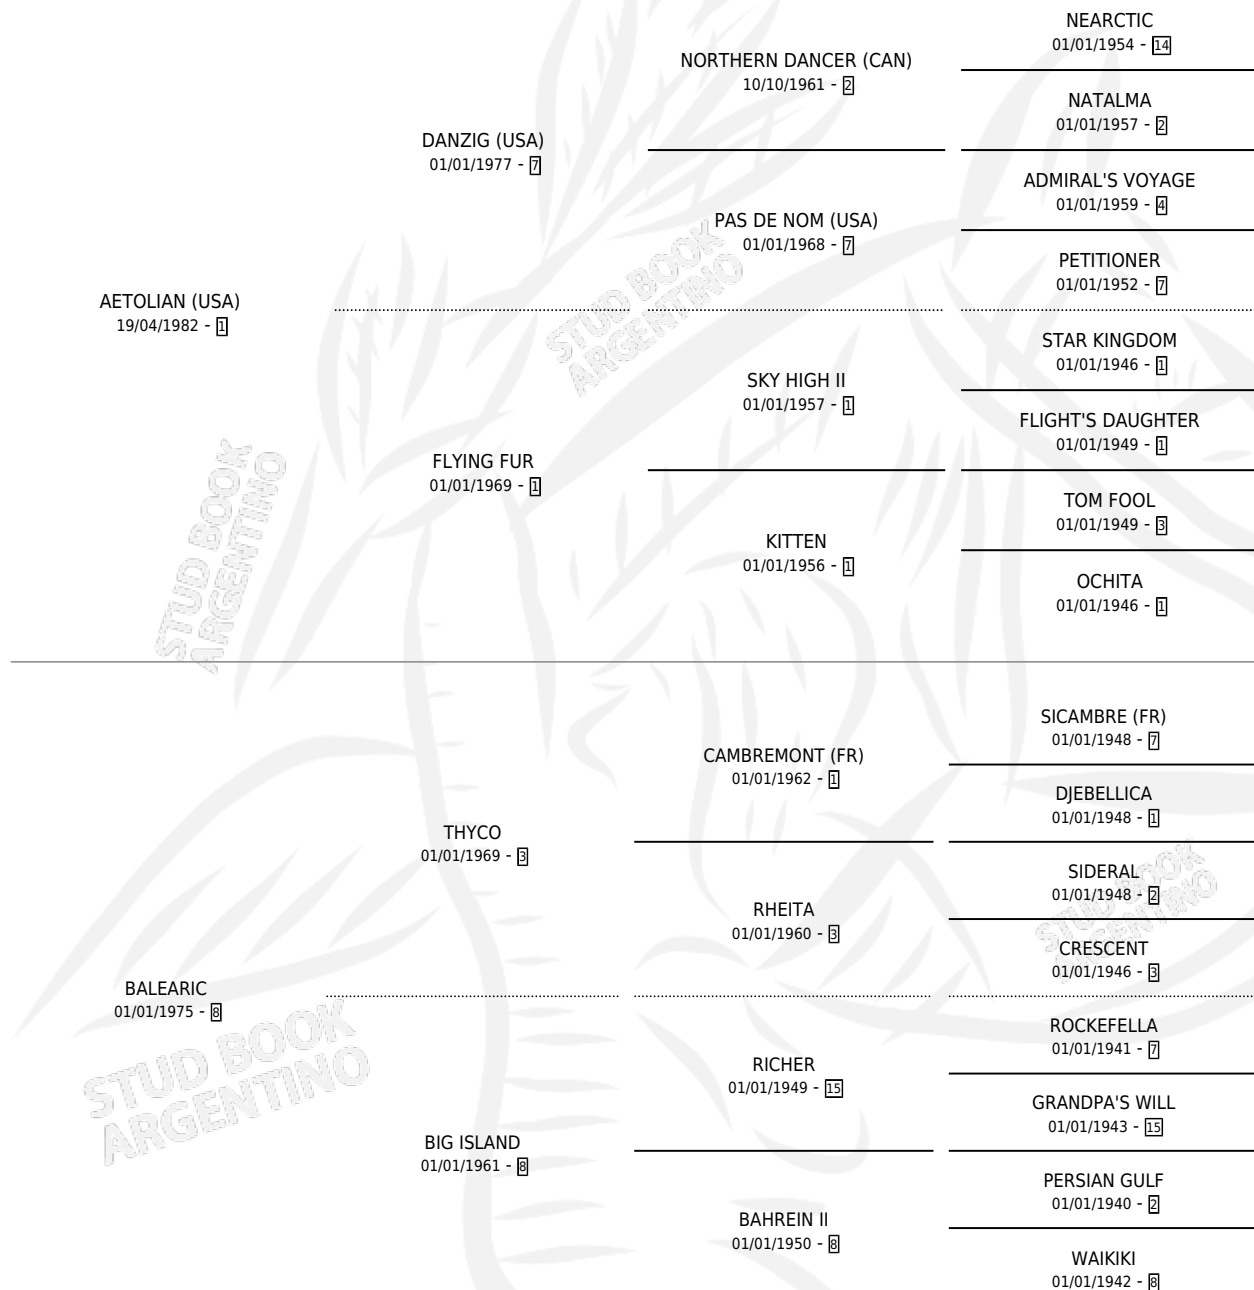 NEARCTIC
01/01/1954 - 14
NORTHERN DANCER (CAN)
10/10/1961 - 2
NATALMA
01/01/1957 - 2
DANZIG (USA)
01/01/1977 - 7
ADMIRAL'S VOYAGE
01/01/1959 - 4
PAS DE NOM (USA)
01/01/1968 - 7
PETITIONER
01/01/1952 - 7
AETOLIAN (USA)
19/04/1982 - 1
STAR KINGDOM
01/01/1946 - 1
SKY HIGH II
01/01/1957 - 1
FLIGHT'S DAUGHTER
01/01/1949 - 1
FLYING FUR
01/01/1969 - 1
TOM FOOL
01/01/1949 - 3
KITTEN
01/01/1956 - 1
OCHITA
01/01/1946 - 1
STUD BOOK
ARGENTINO
STUD BOOK
ARGENTINO
SICAMBRE (FR)
01/01/1948 - 7
CAMBREMONT (FR)
01/01/1962 - 1
DJEBELLICA
01/01/1948 - 1
THYCO
01/01/1969 - 3
SIDERAL
01/01/1948 - 2
RHEITA
01/01/1960 - 3
CRESCENT
01/01/1946 - 3
BALEARIC
01/01/1975 - 8
ROCKEFELLA
01/01/1941 - 7
RICHER
01/01/1949 - 15
GRANDPA'S WILL
01/01/1943 - 15
BIG ISLAND
01/01/1961 - 8
PERSIAN GULF
01/01/1940 - 2
BAHREIN II
01/01/1950 - 8
WAIKIKI
01/01/1942 - 8
STUD BOOK
ARGENTINO
STUD BOOK
ARGENTINO